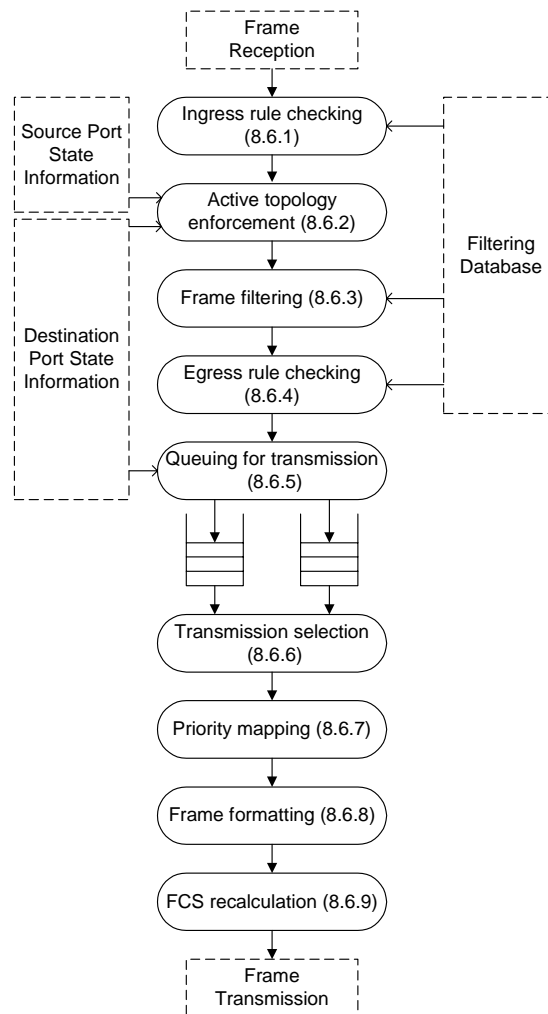 Frame
Reception
Ingress rule checking
(8.6.1)
Source Port
State
Information
Active topology
enforcement (8.6.2)
Filtering
Database
Frame filtering (8.6.3)
Destination
Port State
Information
Egress rule checking
(8.6.4)
Queuing for transmission
(8.6.5)
Transmission selection
(8.6.6)
Priority mapping (8.6.7)
Frame formatting (8.6.8)
FCS recalculation (8.6.9)
Frame
Transmission